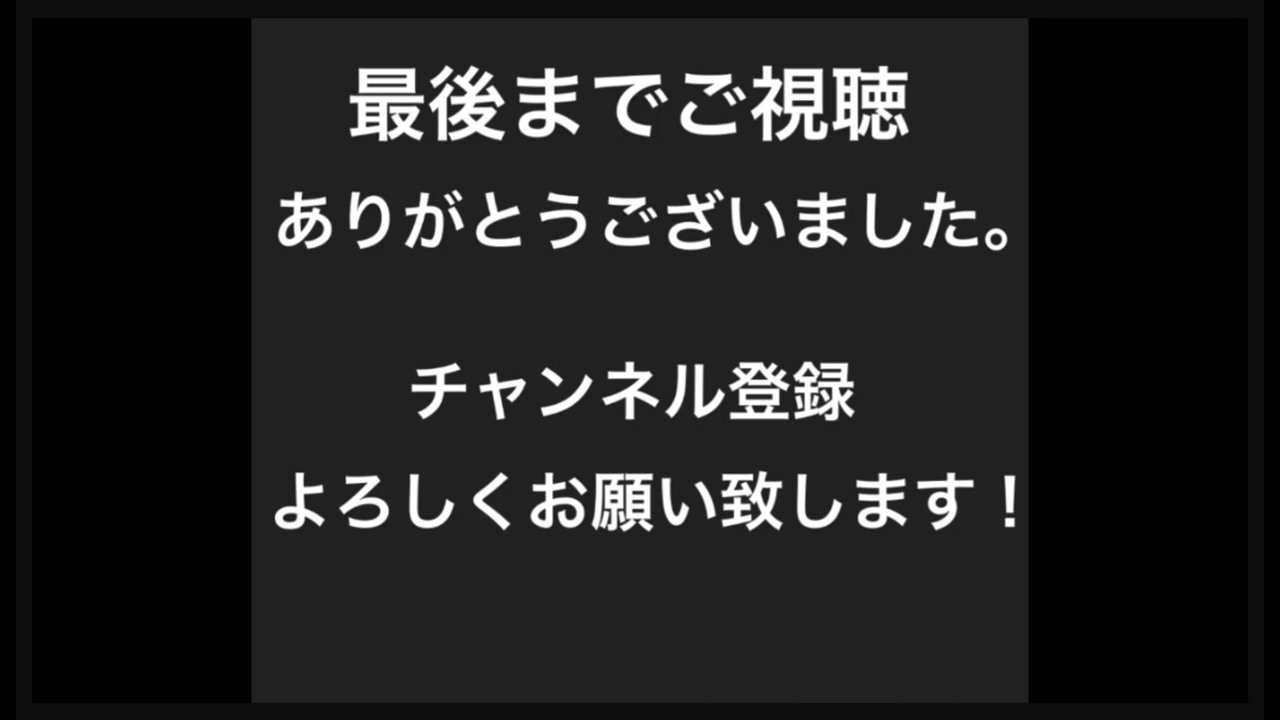 最後までご視聴
ありがとうございました。
チャンネル登録
よろしくお願い致します！